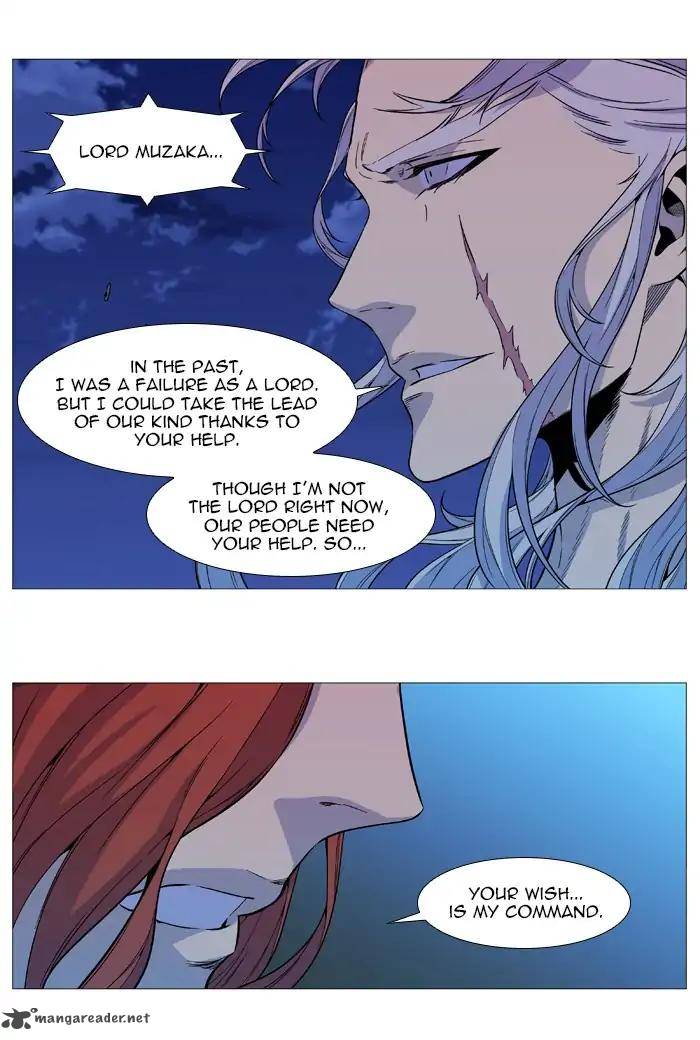 LORD MUZAKA...
IN THE PAST,
I WAS A FAILURE AS A LORD.
BUT I COULD TAKE THE LEAD
OF OUR KIND THANKS TO
YOUR HELP.
THOUGH I'M NOT
THE LORD RIGHT NOW,
OUR PEOPLE NEED
YOUR HELP. SO...
YOUR WISH...
IS MY COMMAND.
mangareader.net